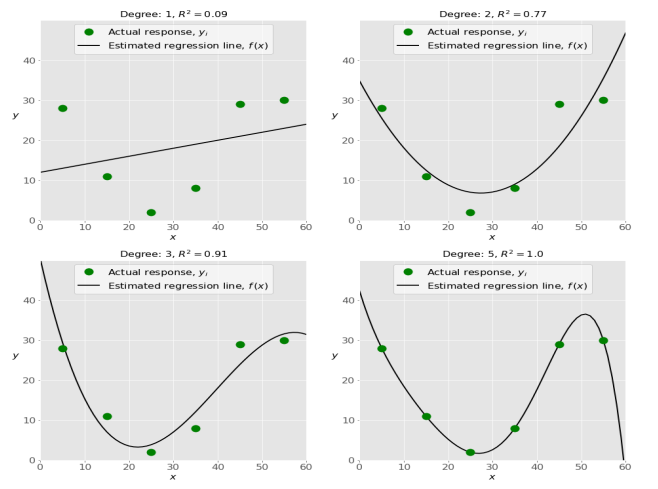 Degree: 1, R² = 0.09
Actual response, yᵢ
Estimated regression line, f(x)
40
30
20
10
0
y
0 10 20 30 40 50 60
x
Degree: 2, R² = 0.77
Actual response, yᵢ
Estimated regression line, f(x)
40
30
20
10
0
y
0 10 20 30 40 50 60
x
Degree: 3, R² = 0.91
Actual response, yᵢ
Estimated regression line, f(x)
40
30
20
10
0
y
0 10 20 30 40 50 60
x
Degree: 5, R² = 1.0
Actual response, yᵢ
Estimated regression line, f(x)
40
30
20
10
0
y
0 10 20 30 40 50 60
x